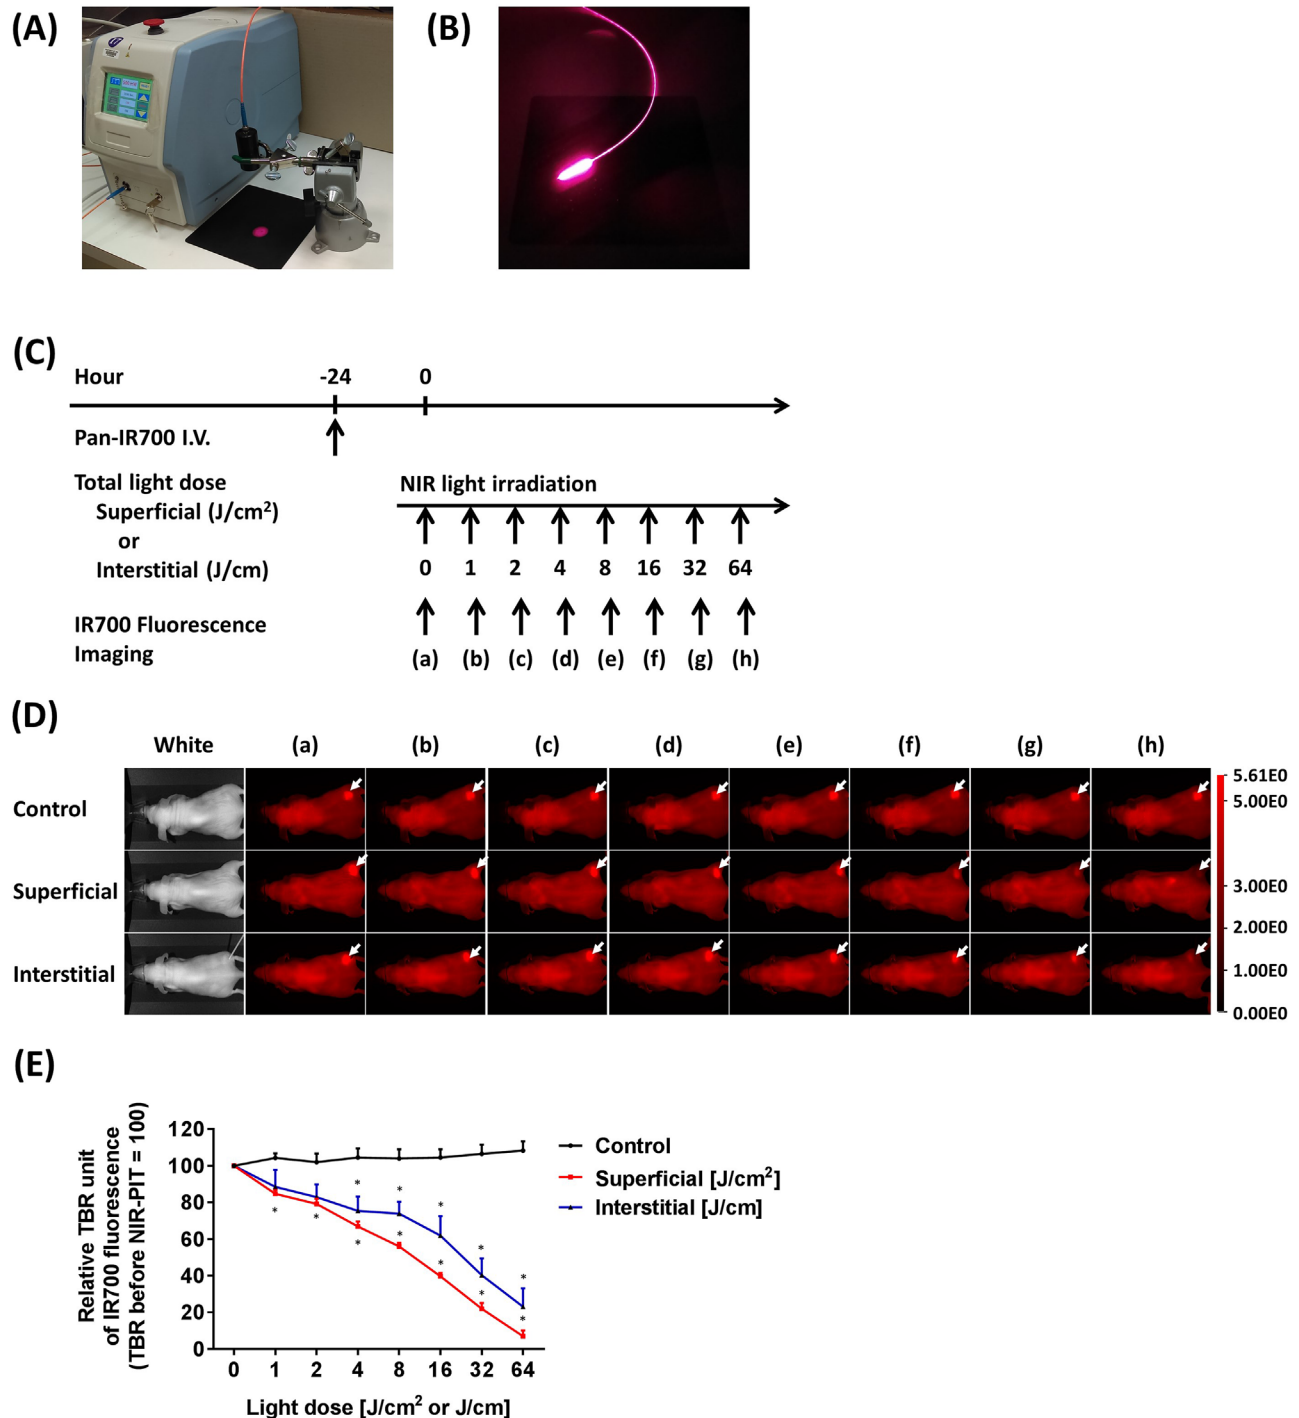 (A)
(B)
(C)
Hour
-24
0
Pan-IR700 I.V.
Total light dose
Superficial (J/cm²)
or
Interstitial (J/cm)
NIR light irradiation
0 1 2 4 8 16 32 64
IR700 Fluorescence
Imaging
(a) (b) (c) (d) (e) (f) (g) (h)
(D)
White (a) (b) (c) (d) (e) (f) (g) (h)
Control
Superficial
Interstitial
5.61E0
5.00E0
3.00E0
2.00E0
1.00E0
0.00E0
(E)
Relative TBR unit
of IR700 fluorescence
(TBR before NIR-PIT = 100)
120
100
80
60
40
20
0
* * * * * *
* * * * * * *
0 1 2 4 8 16 32 64
Light dose [J/cm² or J/cm]
Control
Superficial [J/cm²]
Interstitial [J/cm]